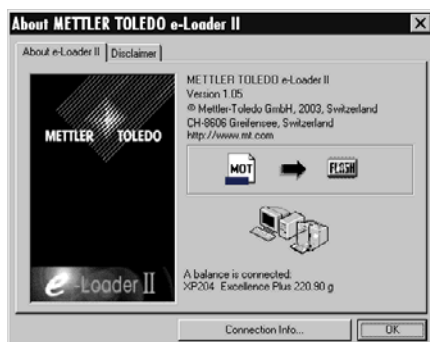 About METTLER TOLEDO e-Loader II
About e-Loader II
Disclaimer
METTLER TOLEDO
e-Loader II
METTLER TOLEDO e-Loader II
Version 1.05
© Mettler-Toledo GmbH, 2003, Switzerland
CH-8606 Greifensee, Switzerland
http://www.mt.com
MOT
FLASH
A balance is connected:
XP204 Excellence Plus 220.90 g
Connection Info...
OK